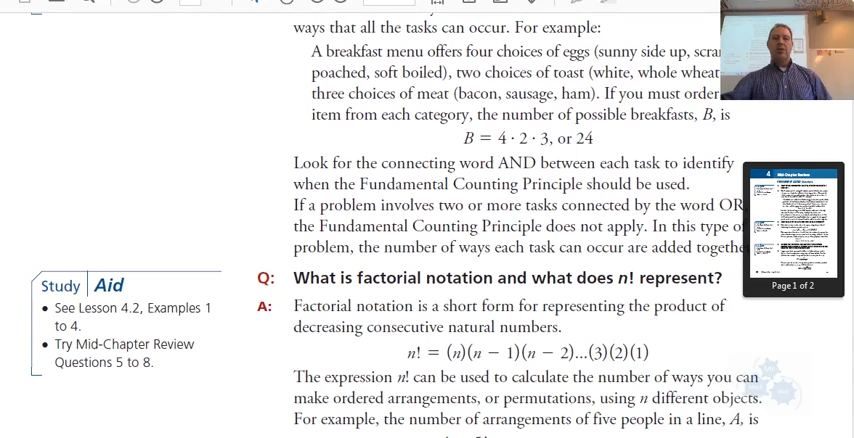 ways that all the tasks can occur. For example:
A breakfast menu offers four choices of eggs (sunny side up,
poached, soft boiled), two choices of toast (white, whole wheat
three choices of meat (bacon, sausage, ham). If you must order
item from each category, the number of possible breakfasts, B, is
B = 4 · 2 · 3, or 24
Look for the connecting word AND between each task to identify
when the Fundamental Counting Principle should be used.
If a problem involves two or more tasks connected by the word OR,
the Fundamental Counting Principle does not apply. In this type of
problem, the number of ways each task can occur are added together
4 Mid-Chapter Review
Page 1 of 2
Study Aid
• See Lesson 4.2, Examples 1
to 4.
• Try Mid-Chapter Review
Questions 5 to 8.
Q: What is factorial notation and what does n! represent?
A: Factorial notation is a short form for representing the product of
decreasing consecutive natural numbers.
n! = (n)(n − 1)(n − 2)...(3)(2)(1)
The expression n! can be used to calculate the number of ways you can
make ordered arrangements, or permutations, using n different objects.
For example, the number of arrangements of five people in a line, A, is